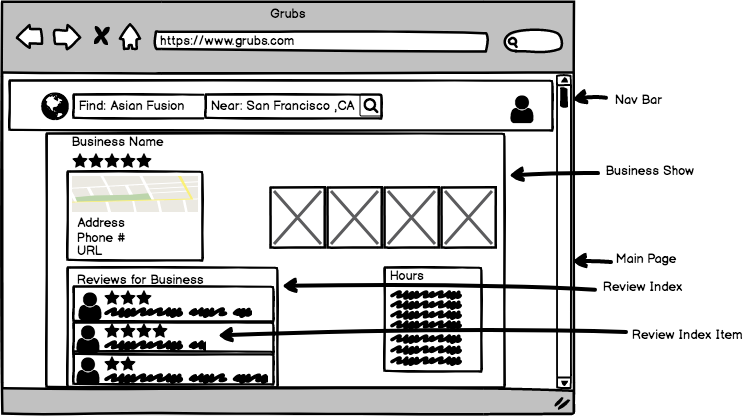 Grubs
https://www.grubs.com
Find: Asian Fusion
Near: San Francisco ,CA
Nav Bar
Business Name
Business Show
Address
Phone #
URL
Main Page
Reviews for Business
Hours
Review Index
Review Index Item